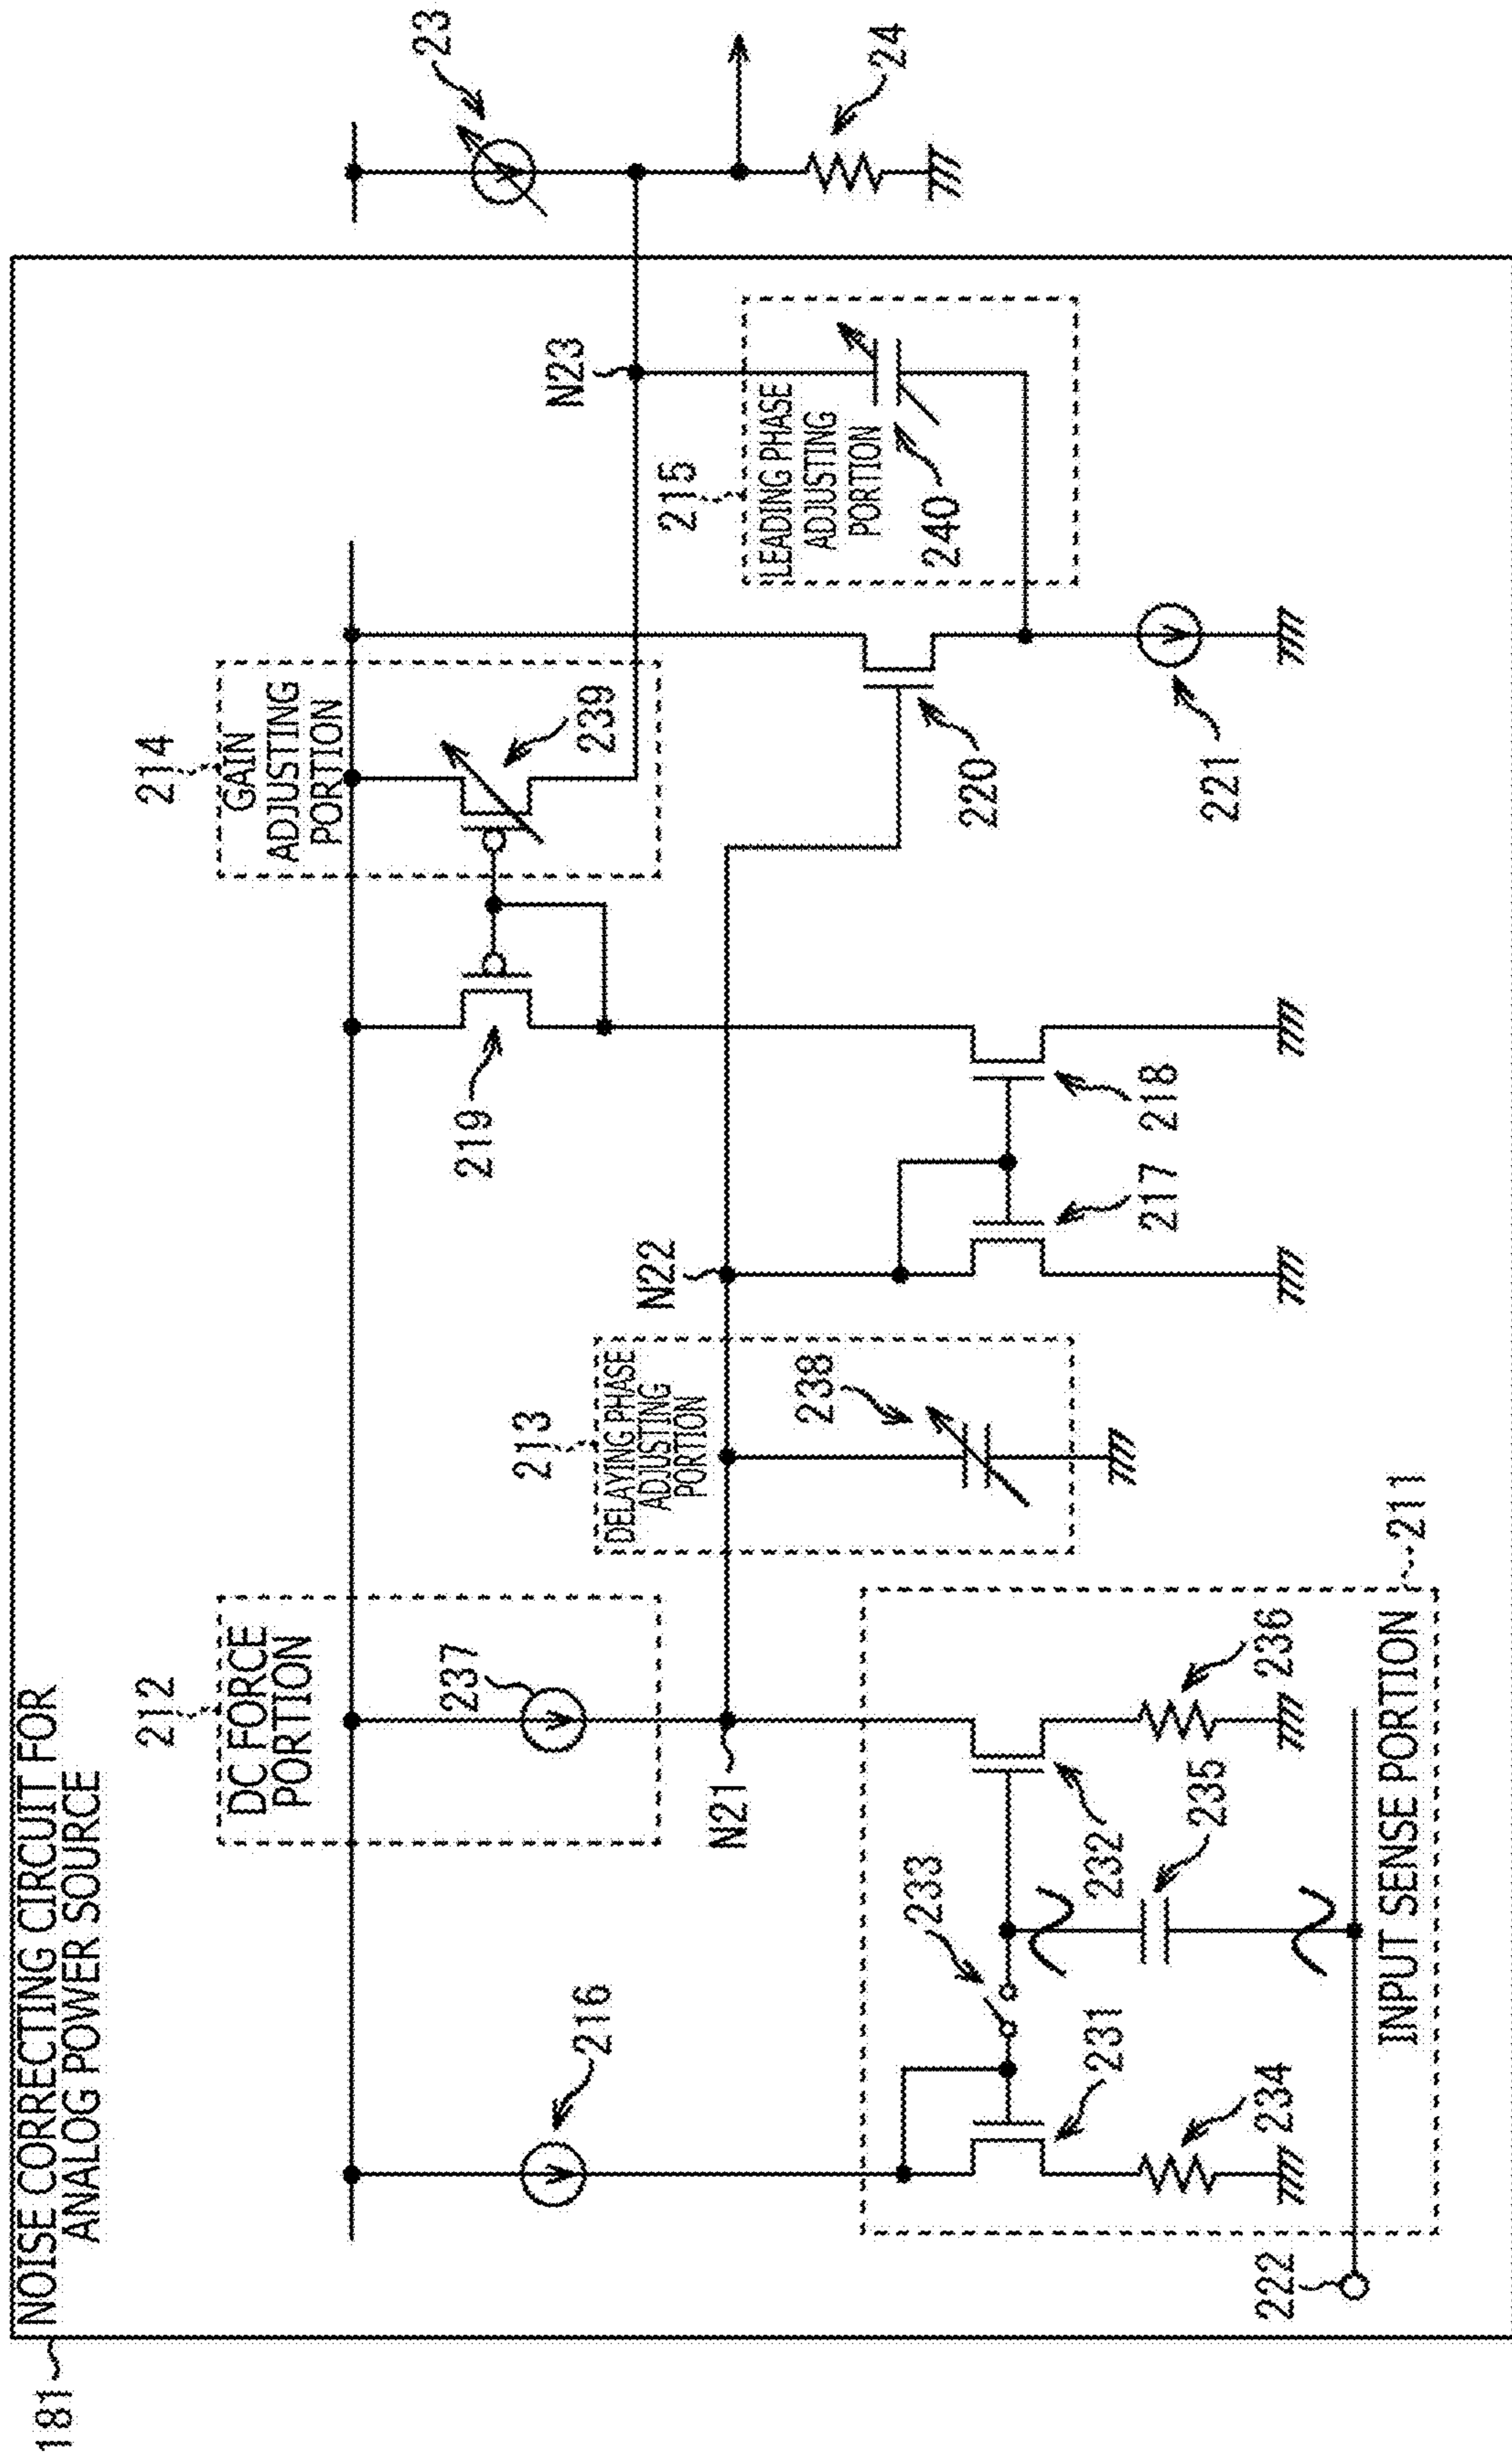 181
NOISE CORRECTING CIRCUIT FOR
ANALOG POWER SOURCE
212
DC FORCE
PORTION
237
216
N21
213
DELAYING PHASE
ADJUSTING
PORTION
238
N22
219
214
GAIN
ADJUSTING
PORTION
239
N23
215
LEADING PHASE
ADJUSTING
PORTION
240
23
24
220
221
217
218
233
231
232
235
234
236
222
INPUT SENSE PORTION
211